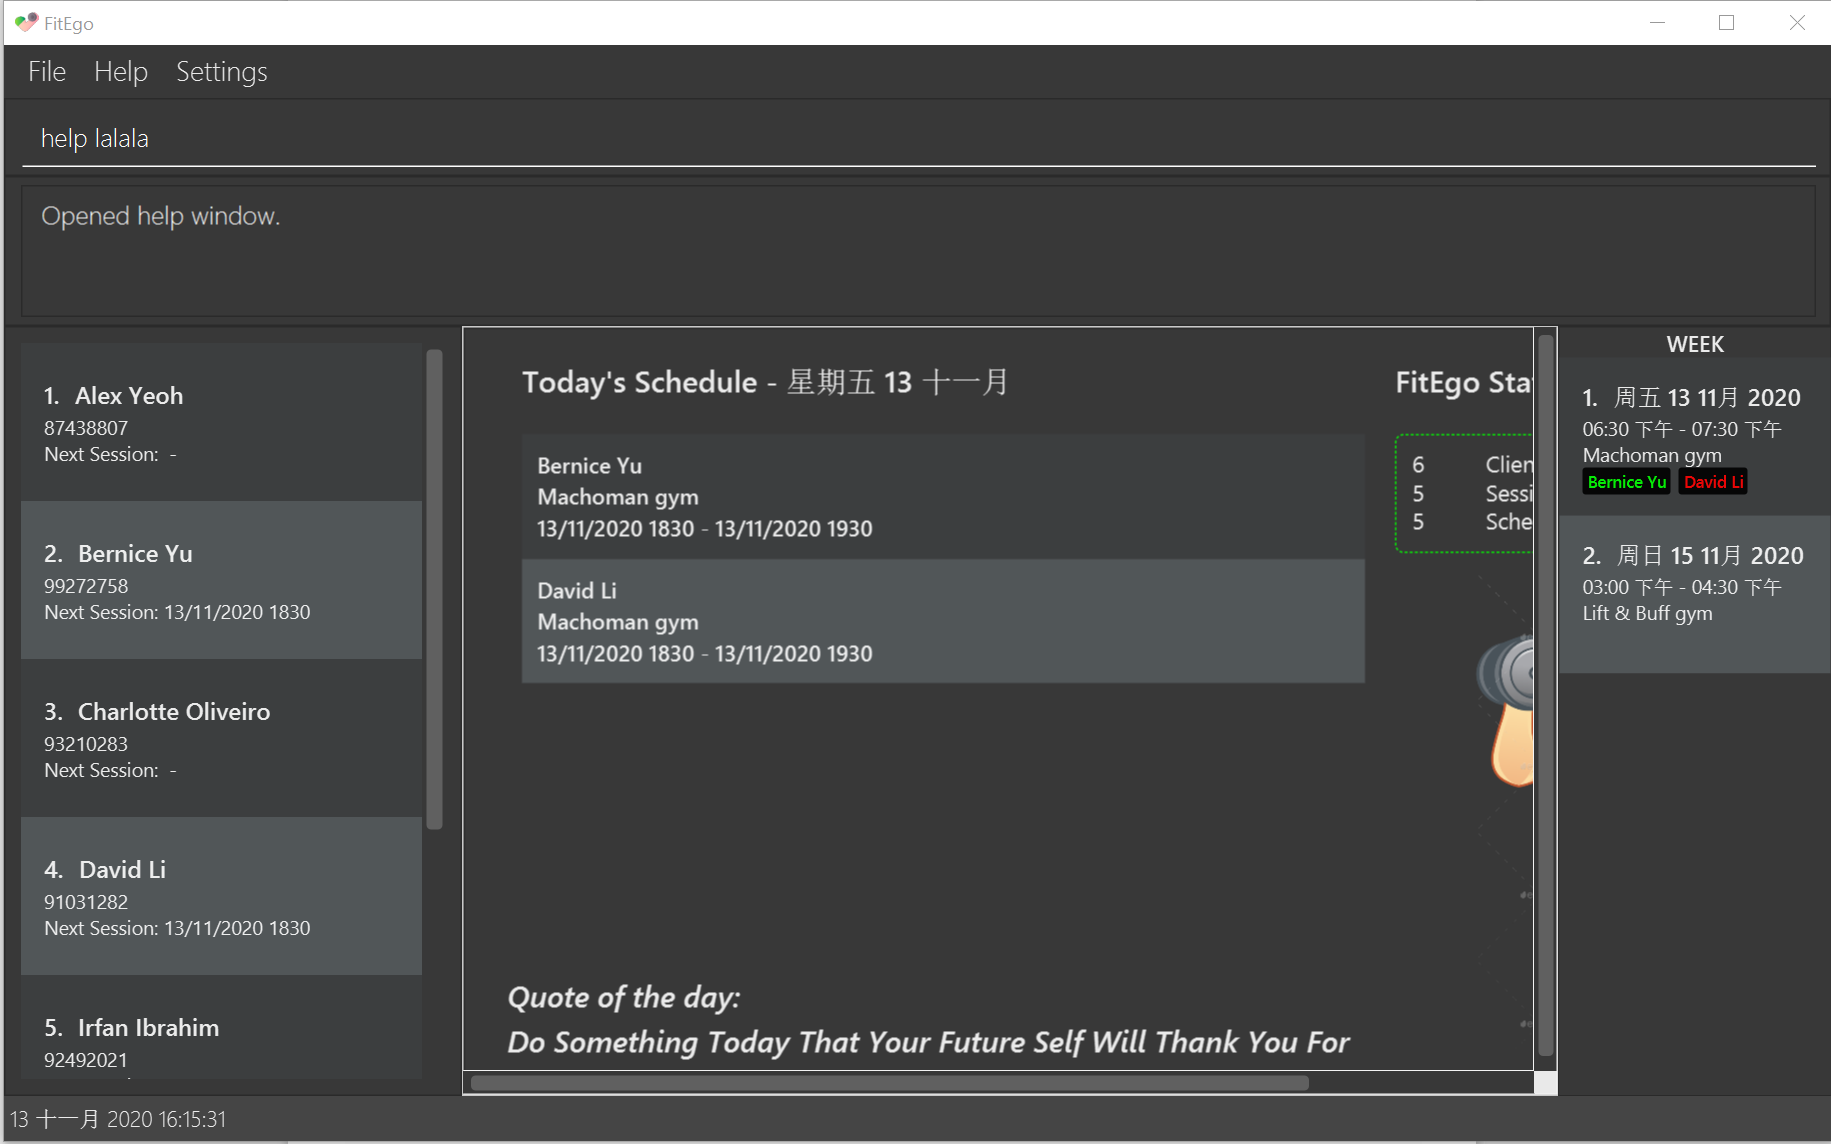 FitEgo
File Help Settings
help lalala
Opened help window.
1. Alex Yeoh
87438807
Next Session: -
2. Bernice Yu
99272758
Next Session: 13/11/2020 1830
3. Charlotte Oliveiro
93210283
Next Session: -
4. David Li
91031282
Next Session: 13/11/2020 1830
5. Irfan Ibrahim
92492021
Today's Schedule - 星期五 13 十一月
Bernice Yu
Machoman gym
13/11/2020 1830 - 13/11/2020 1930
David Li
Machoman gym
13/11/2020 1830 - 13/11/2020 1930
Quote of the day:
Do Something Today That Your Future Self Will Thank You For
FitEgo Sta
6 Clien
5 Sessi
5 Sche
WEEK
1. 周五 13 11月 2020
06:30 下午 - 07:30 下午
Machoman gym
Bernice Yu David Li
2. 周日 15 11月 2020
03:00 下午 - 04:30 下午
Lift & Buff gym
13 十一月 2020 16:15:31